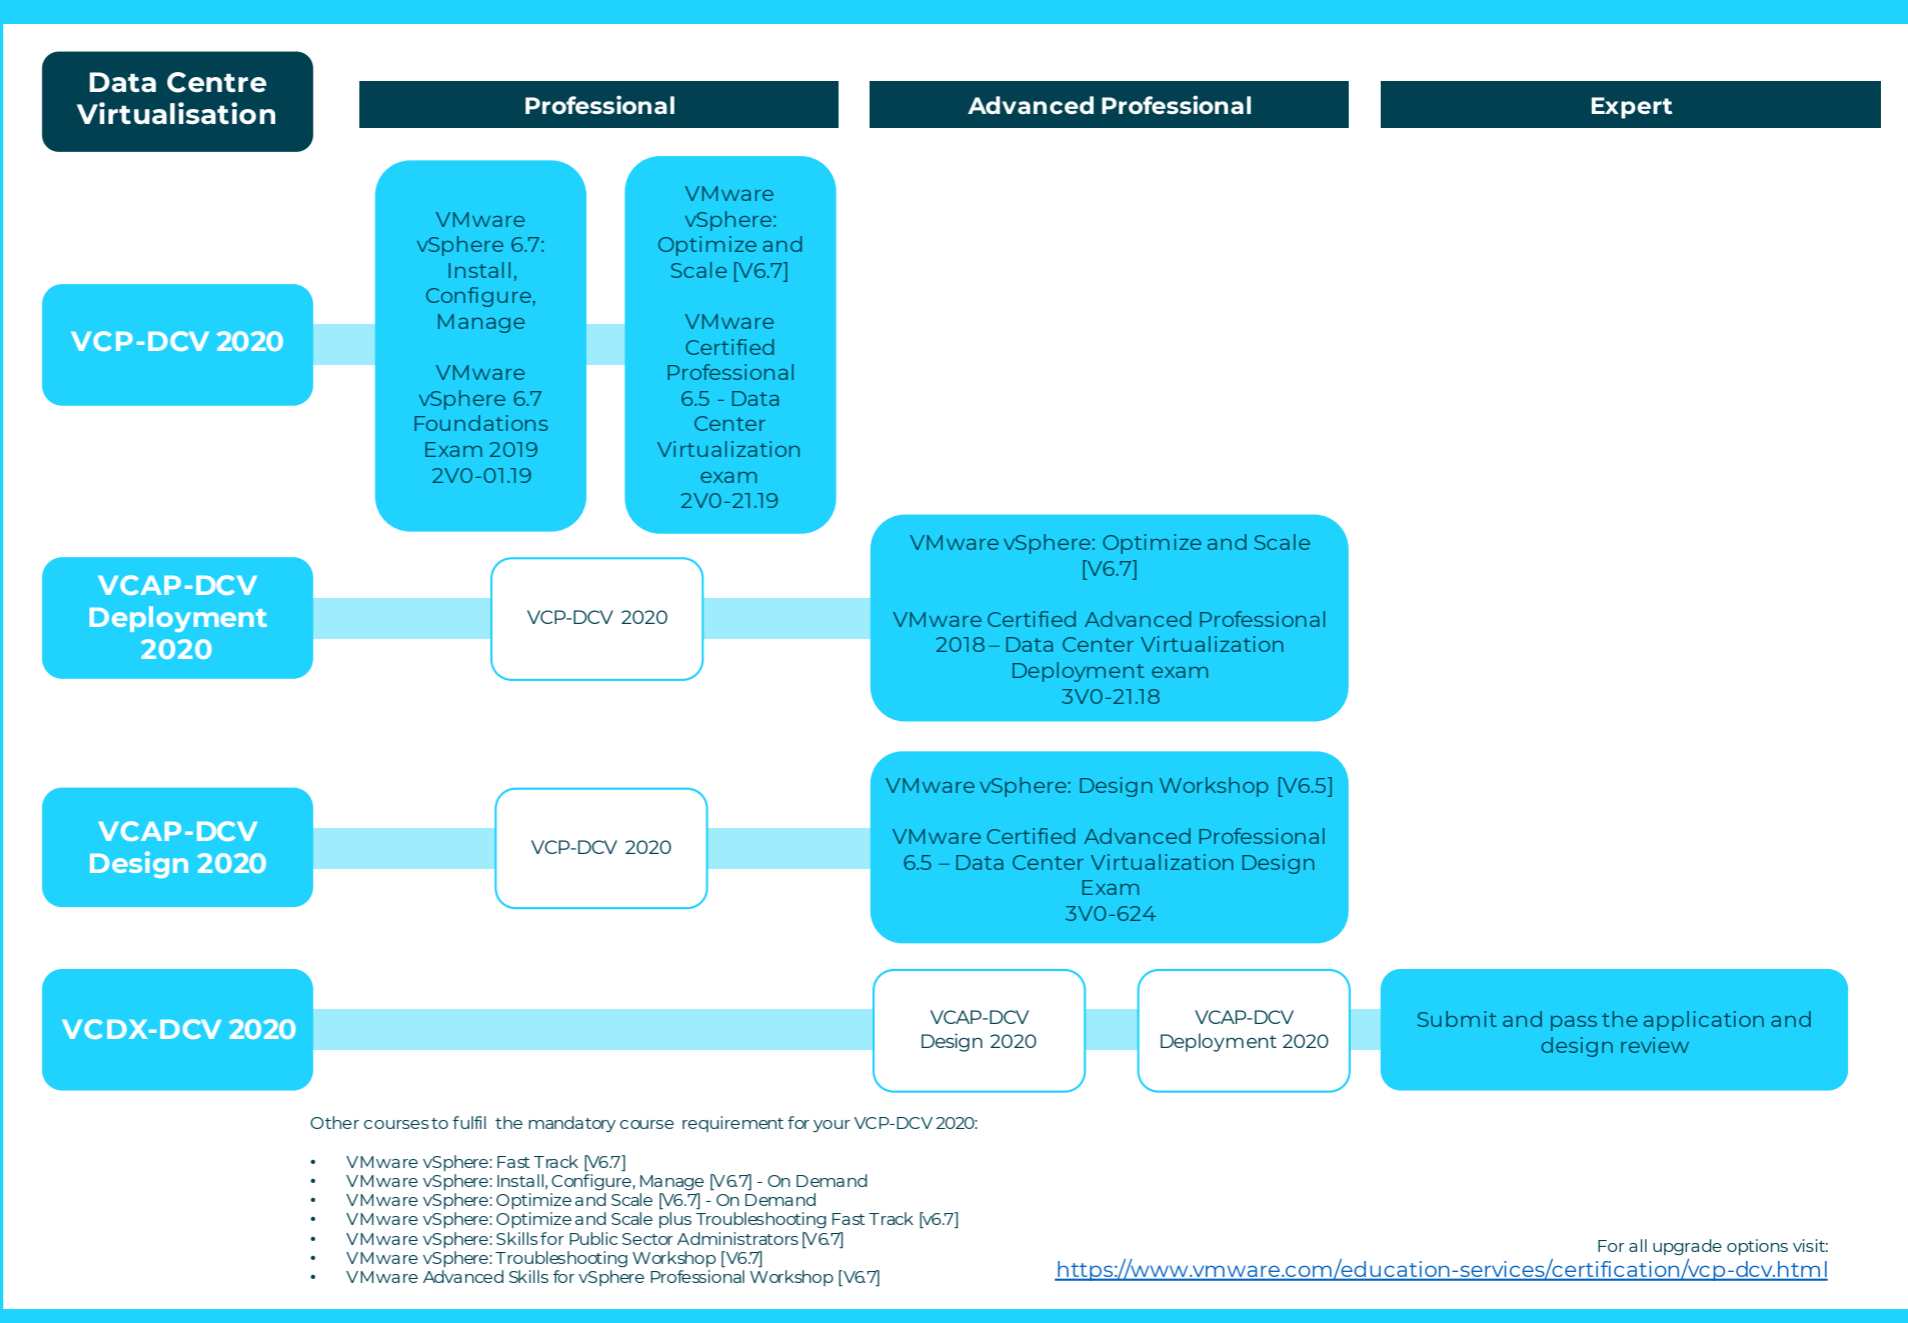 Data Centre
Virtualisation
Professional
Advanced Professional
Expert
VCP-DCV 2020
VMware
vSphere 6.7:
Install,
Configure,
Manage
VMware
vSphere 6.7
Foundations
Exam 2019
2V0-01.19
VMware
vSphere:
Optimize and
Scale [V6.7]
VMware
Certified
Professional
6.5 - Data
Center
Virtualization
exam
2V0-21.19
VCAP-DCV
Deployment
2020
VCP-DCV 2020
VMware vSphere: Optimize and Scale
[V6.7]
VMware Certified Advanced Professional
2018 – Data Center Virtualization
Deployment exam
3V0-21.18
VCAP-DCV
Design 2020
VCP-DCV 2020
VMware vSphere: Design Workshop [V6.5]
VMware Certified Advanced Professional
6.5 – Data Center Virtualization Design
Exam
3V0-624
VCDX-DCV 2020
VCAP-DCV
Design 2020
VCAP-DCV
Deployment 2020
Submit and pass the application and
design review
Other courses to fulfil the mandatory course requirement for your VCP-DCV 2020:
• VMware vSphere: Fast Track [V6.7]
• VMware vSphere: Install, Configure, Manage [V6.7] - On Demand
• VMware vSphere: Optimize and Scale [V6.7] - On Demand
• VMware vSphere: Optimize and Scale plus Troubleshooting Fast Track [v6.7]
• VMware vSphere: Skills for Public Sector Administrators [V6.7]
• VMware vSphere: Troubleshooting Workshop [V6.7]
• VMware Advanced Skills for vSphere Professional Workshop [V6.7]
For all upgrade options visit:
https://www.vmware.com/education-services/certification/vcp-dcv.html